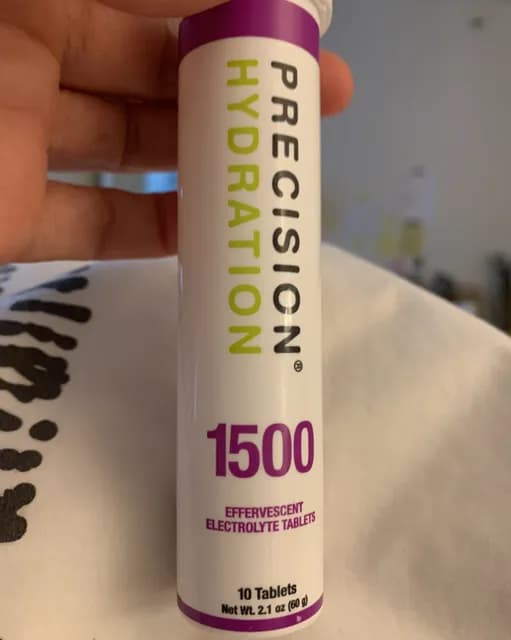 PRECISION®
HYDRATION
1500
EFFERVESCENT
ELECTROLYTE TABLETS
10 Tablets
Net Wt. 2.1 oz (60 g)